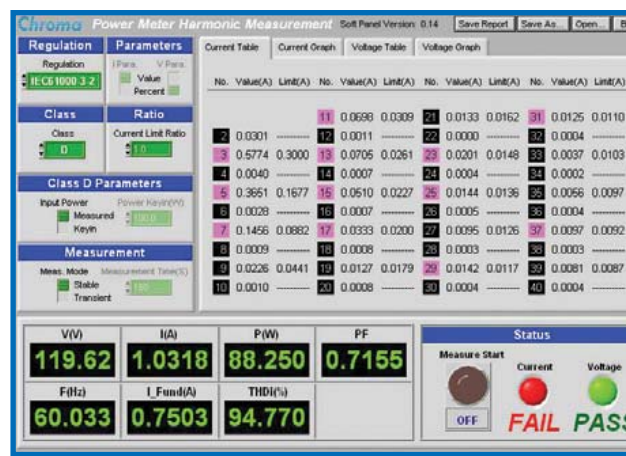 Chroma Power Meter Harmonic Measurement Soft Panel Version 0.14 Save Report Save As... Open...
Regulation Parameters
Regulation I Para. V Para.
IEC61000-3-2 Value
Percent
Class Ratio
Class Current Limit Ratio
D 1.0
Class D Parameters
Input Power Power Keyin(W)
Measured 100.0
Keyin
Measurement
Meas. Mode Measurement Time(S)
Stable
Transient
Current Table Current Graph Voltage Table Voltage Graph
No. Value(A) Limit(A) No. Value(A) Limit(A) No. Value(A) Limit(A) No. Value(A) Limit(A)
11 0.0698 0.0309 21 0.0133 0.0162 31 0.0125 0.0110
2 0.0301 --------- 12 0.0011 --------- 22 0.0000 --------- 32 0.0004 ---------
3 0.5774 0.3000 13 0.0705 0.0261 23 0.0201 0.0148 33 0.0037 0.0103
4 0.0040 --------- 14 0.0007 --------- 24 0.0004 --------- 34 0.0002 ---------
5 0.3651 0.1677 15 0.0510 0.0227 25 0.0144 0.0136 35 0.0056 0.0097
6 0.0028 --------- 16 0.0007 --------- 26 0.0005 --------- 36 0.0004 ---------
7 0.1456 0.0882 17 0.0333 0.0200 27 0.0095 0.0126 37 0.0097 0.0092
8 0.0009 --------- 18 0.0008 --------- 28 0.0003 --------- 38 0.0003 ---------
9 0.0226 0.0441 19 0.0127 0.0179 29 0.0142 0.0117 39 0.0081 0.0087
10 0.0010 --------- 20 0.0008 --------- 30 0.0004 --------- 40 0.0004 ---------
V(V) I(A) P(W) PF
119.62 1.0318 88.250 0.7155
F(Hz) I_Fund(A) THDi(%)
60.033 0.7503 94.770
Status
Measure Start Current Voltage
OFF FAIL PASS